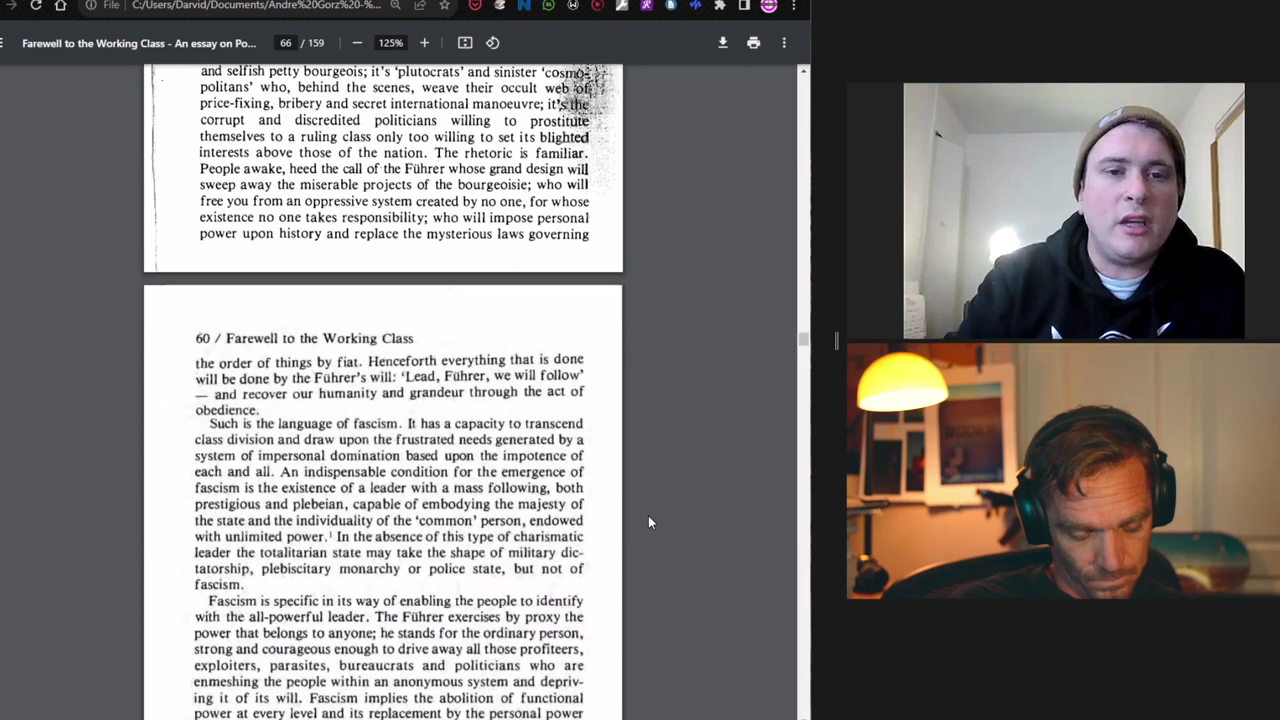 File
C:/Users/Darvid/Documents/Andre%20Gorz%20-%...
Farewell to the Working Class - An essay on Po...
66 / 159
125%
and selfish petty bourgeois; it's 'plutocrats' and sinister 'cosmo-
politans' who, behind the scenes, weave their occult web of
price-fixing, bribery and secret international manoeuvre; it's the
corrupt and discredited politicians willing to prostitute
themselves to a ruling class only too willing to set its blighted
interests above those of the nation. The rhetoric is familiar.
People awake, heed the call of the Führer whose grand design will
sweep away the miserable projects of the bourgeoisie; who will
free you from an oppressive system created by no one, for whose
existence no one takes responsibility; who will impose personal
power upon history and replace the mysterious laws governing
60 / Farewell to the Working Class
the order of things by fiat. Henceforth everything that is done
will be done by the Führer's will: 'Lead, Führer, we will follow'
— and recover our humanity and grandeur through the act of
obedience.
Such is the language of fascism. It has a capacity to transcend
class division and draw upon the frustrated needs generated by a
system of impersonal domination based upon the impotence of
each and all. An indispensable condition for the emergence of
fascism is the existence of a leader with a mass following, both
prestigious and plebeian, capable of embodying the majesty of
the state and the individuality of the 'common' person, endowed
with unlimited power.¹ In the absence of this type of charismatic
leader the totalitarian state may take the shape of military dic-
tatorship, plebiscitary monarchy or police state, but not of
fascism.
Fascism is specific in its way of enabling the people to identify
with the all-powerful leader. The Führer exercises by proxy the
power that belongs to anyone; he stands for the ordinary person,
strong and courageous enough to drive away all those profiteers,
exploiters, parasites, bureaucrats and politicians who are
enmeshing the people within an anonymous system and depriv-
ing it of its will. Fascism implies the abolition of functional
power at every level and its replacement by the personal power